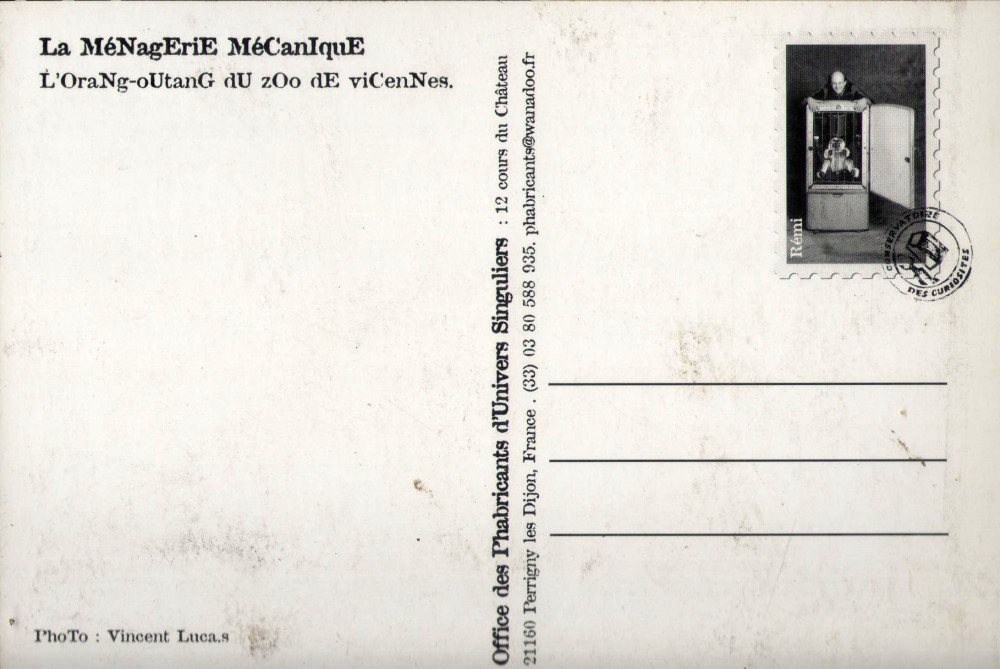 La MéNagEriE MéCanIquE
L'OraNg-oUtanG dU zOo dE viCenNes.
PhoTo : Vincent Luca.s
Office des Phabricants d'Univers Singuliers : 12 cours du Château
21160 Perrigny les Dijon, France . (33) 03 80 588 935. phabricants@wanadoo.fr
Rémi
CONSERVATOIRE
DES CURIOSITES